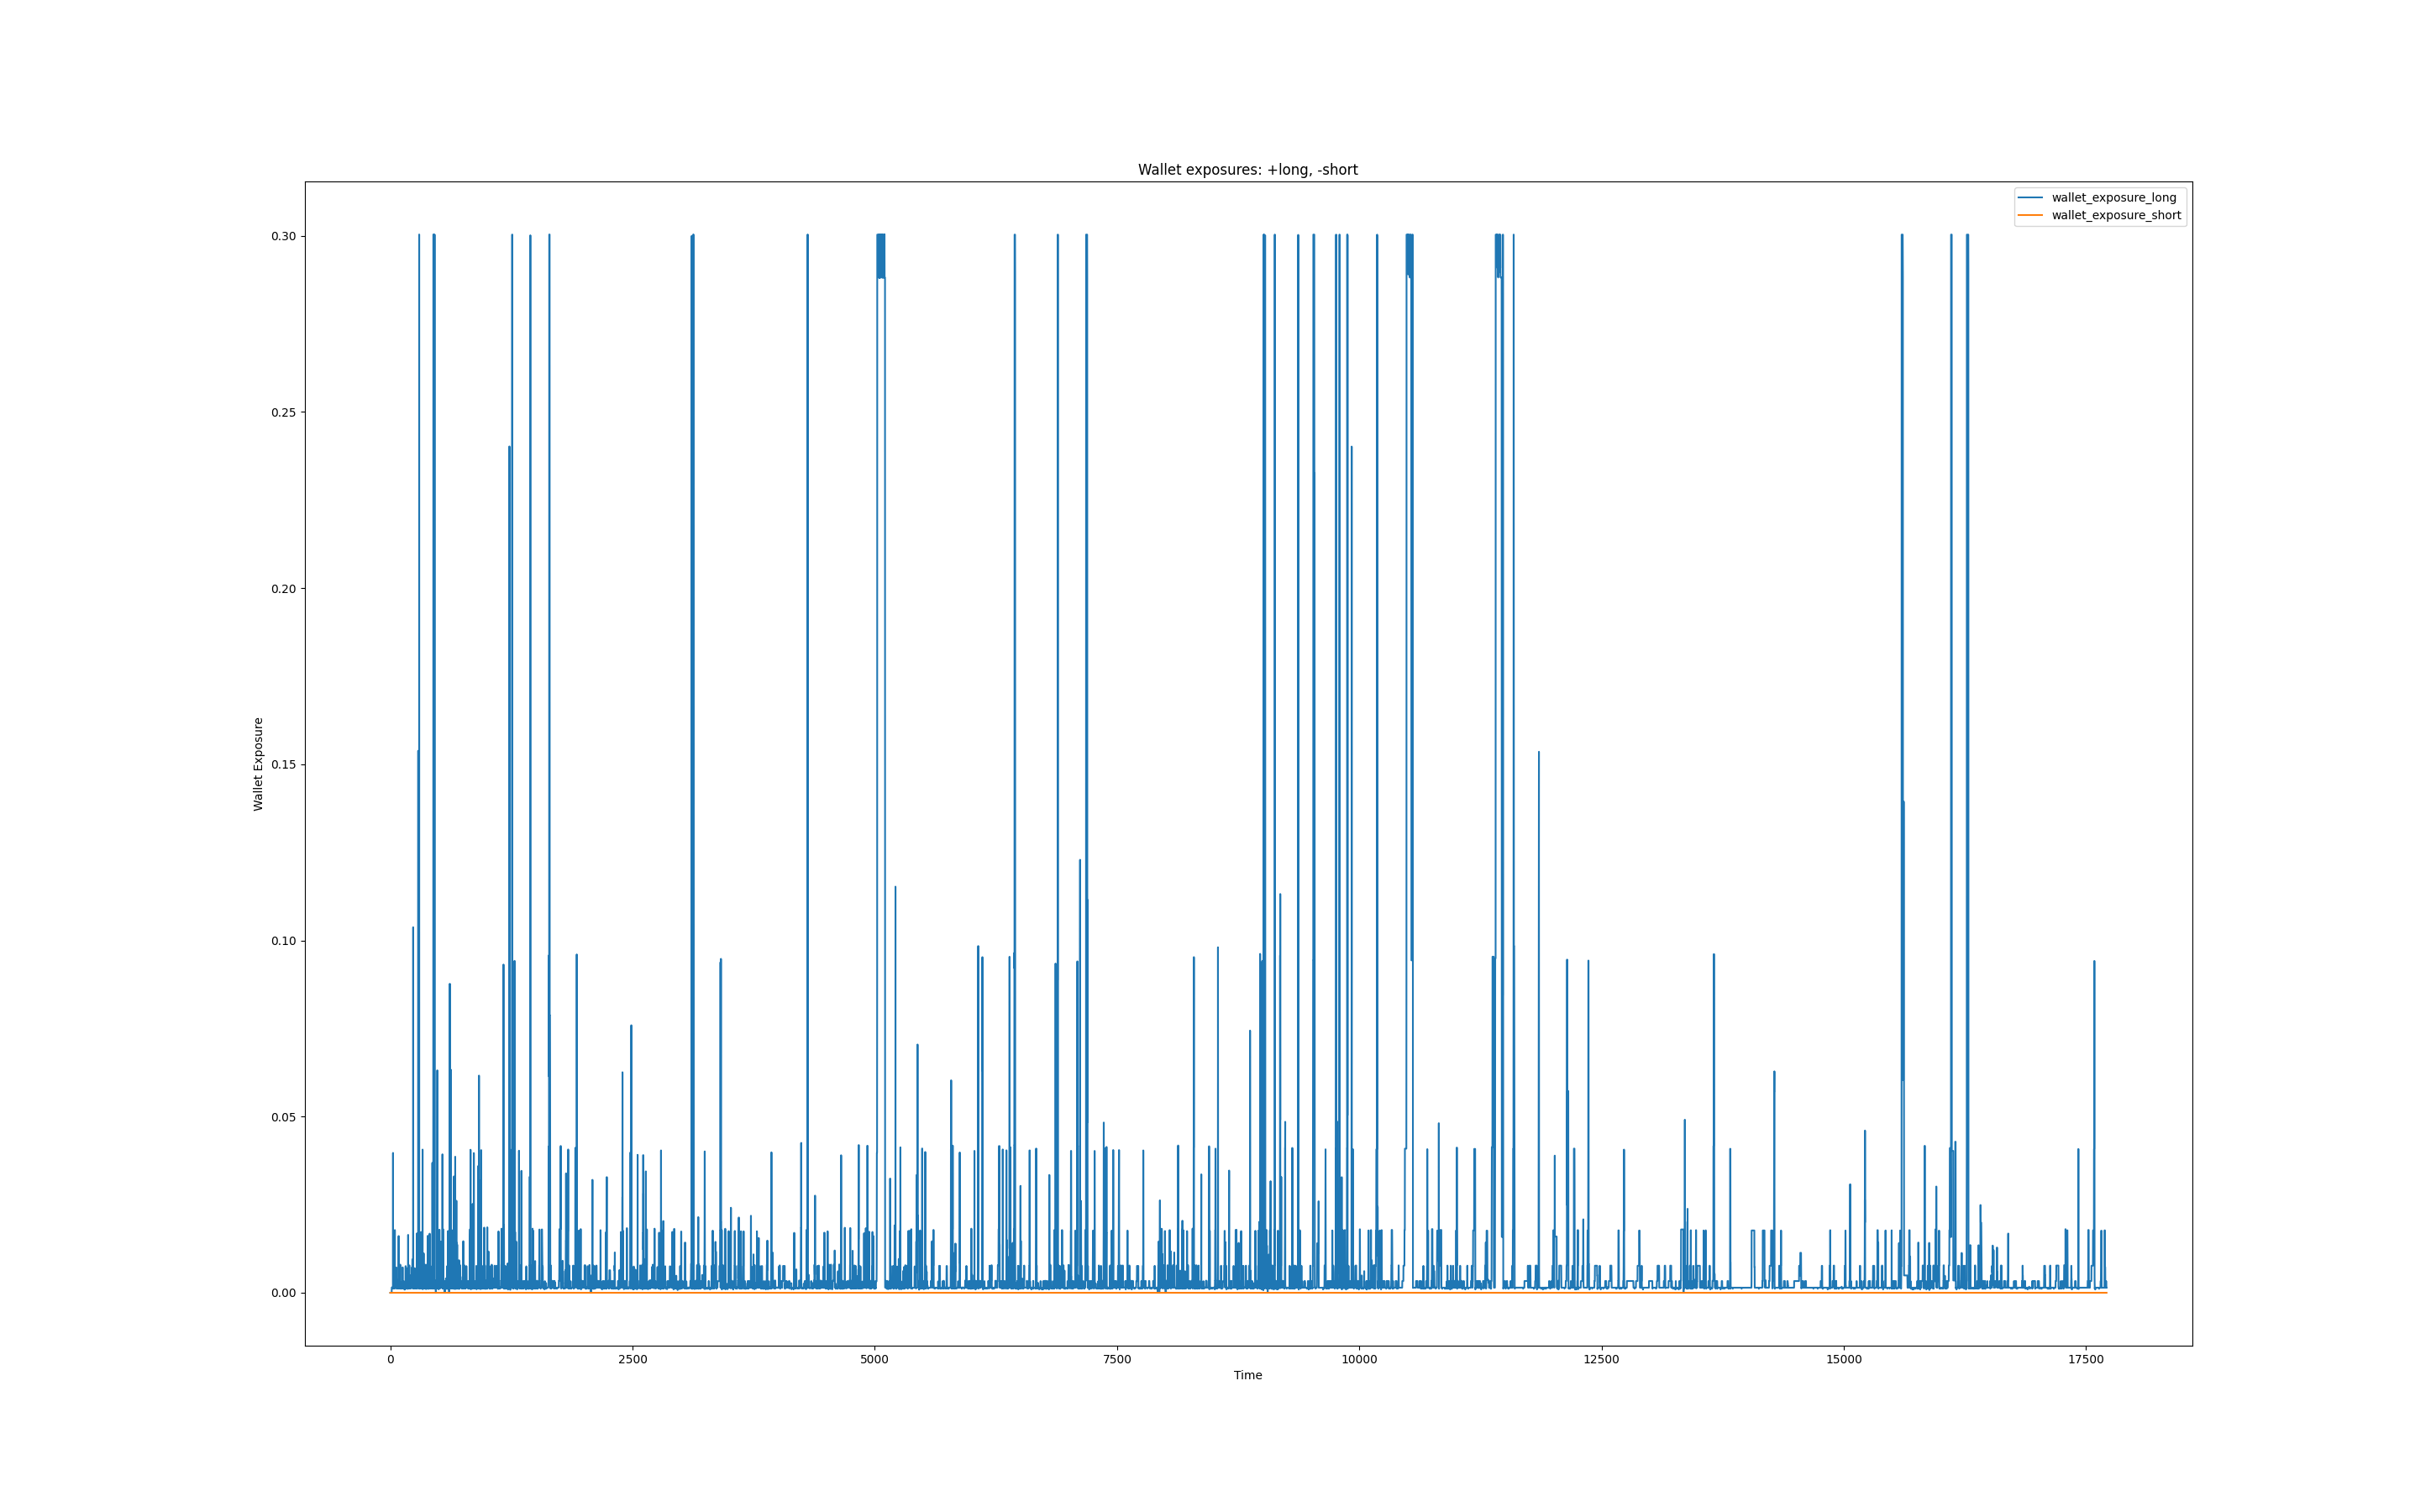 Wallet exposures: +long, -short
wallet_exposure_long
wallet_exposure_short
0.30
0.25
0.20
0.15
0.10
0.05
0.00
Wallet Exposure
0 2500 5000 7500 10000 12500 15000 17500
Time